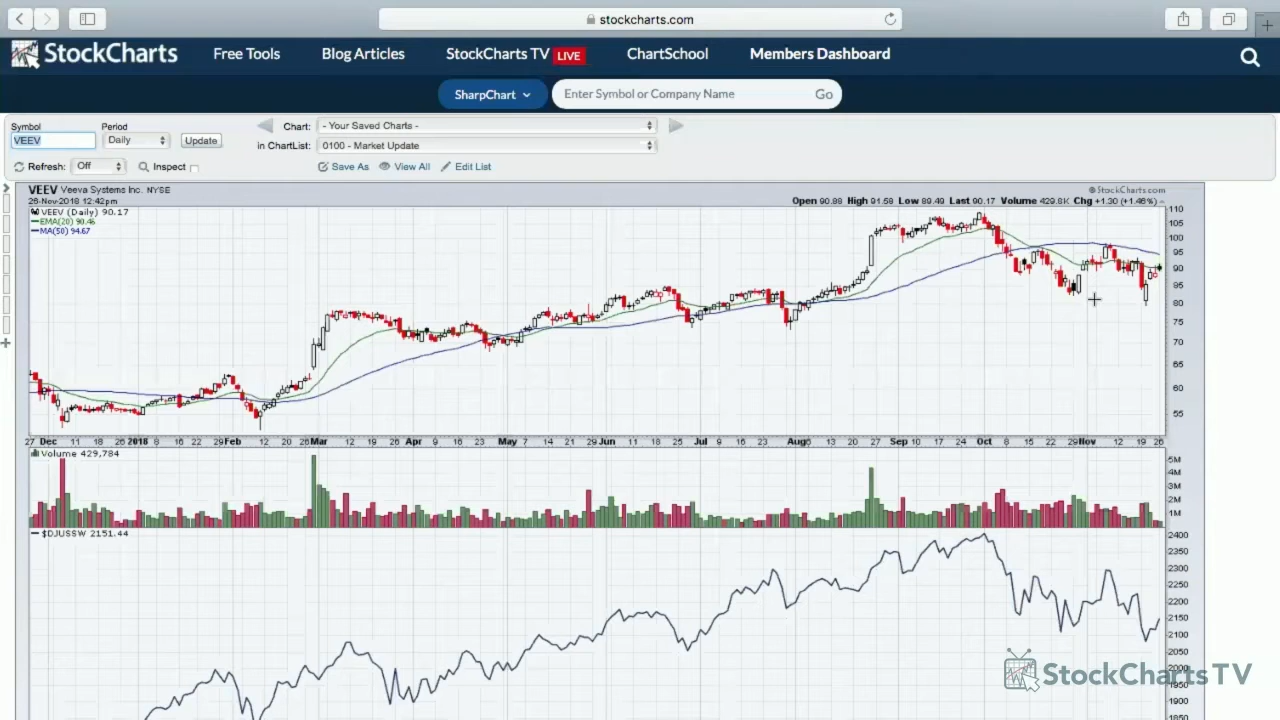 stockcharts.com
StockCharts Free Tools Blog Articles StockCharts TV LIVE ChartSchool Members Dashboard
SharpChart Enter Symbol or Company Name Go
Symbol Period Chart: - Your Saved Charts -
VEEV Daily Update in ChartList: 0100 - Market Update
Refresh: Off Inspect Save As View All Edit List
VEEV Veeva Systems Inc. NYSE © StockCharts.com
26-Nov-2018 12:42pm Open 90.88 High 91.58 Low 89.49 Last 90.17 Volume 429.8K Chg +1.30 (+1.46%)
VEEV (Daily) 90.17
EMA(20) 90.46
MA(50) 94.67
110
105
100
95
90
85
80
75
70
65
60
55
27 Dec 11 18 26 2018 8 16 22 29 Feb 12 20 26 Mar 12 19 26 Apr 9 16 23 May 7 14 21 29 Jun 11 18 25 Jul 9 16 23 Aug 6 13 20 27 Sep 10 17 24 Oct 8 15 22 29 Nov 12 19 26
Volume 429,784
5M
4M
3M
2M
1M
$DJUSSW 2151.44
2400
2350
2300
2250
2200
2150
2100
2050
2000
1950
1900
1850
StockCharts TV